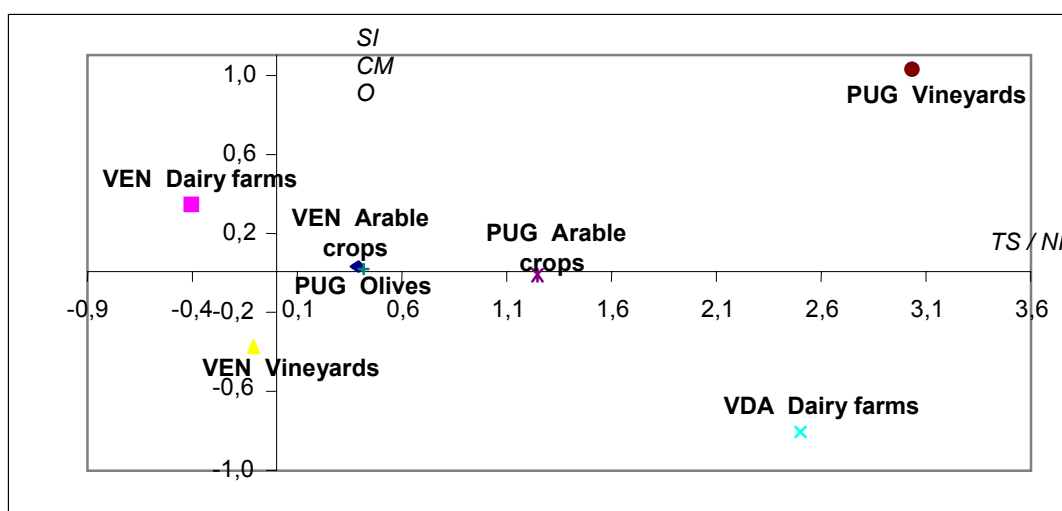 SI
CM
O
1,0
PUG Vineyards
0,6
VEN Dairy farms
VEN Arable
crops
0,2
PUG Arable
crops
TS / NI
PUG Olives
-0,9
-0,4
-0,2
0,1
0,6
1,1
1,6
2,1
2,6
3,1
3,6
VEN Vineyards
-0,6
VDA Dairy farms
-1,0